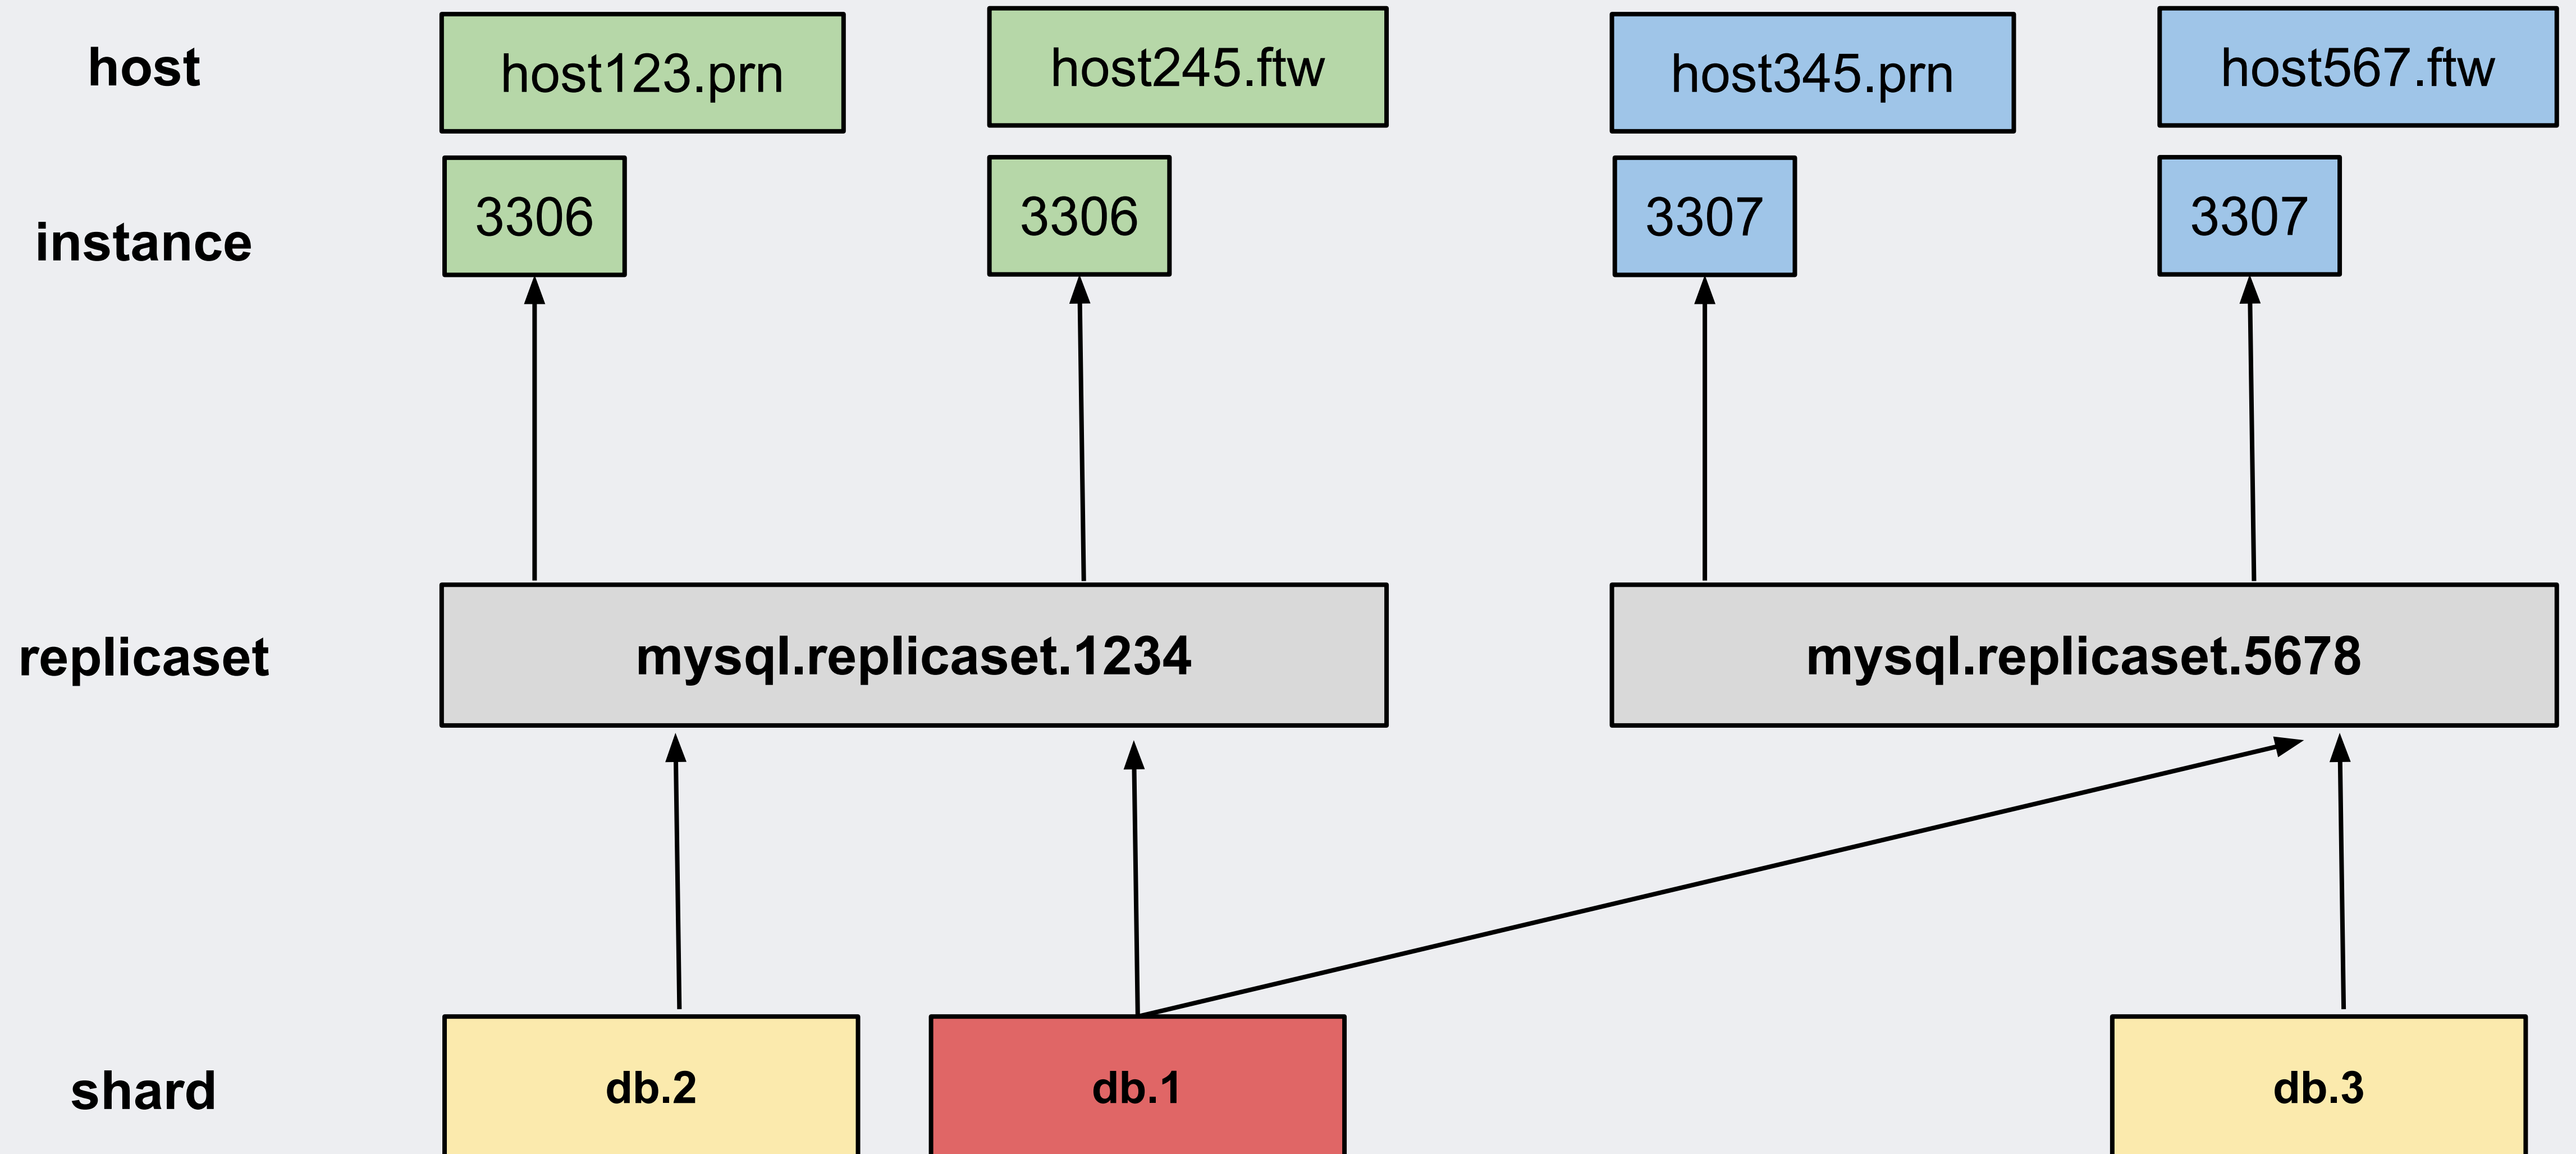 host
host123.prn
host245.ftw
host345.prn
host567.ftw
instance
3306
3306
3307
3307
replicaset
mysql.replicaset.1234
mysql.replicaset.5678
shard
db.2
db.1
db.3